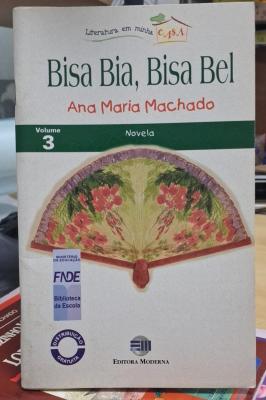 Literatura em minha
CASA
Bisa Bia, Bisa Bel
Ana Maria Machado
Volume
3
Novela
MINISTÉRIO
DA EDUCAÇÃO
FNDE
Biblioteca
da Escola
DISTRIBUIÇÃO
GRATUITA
EDITORA MODERNA